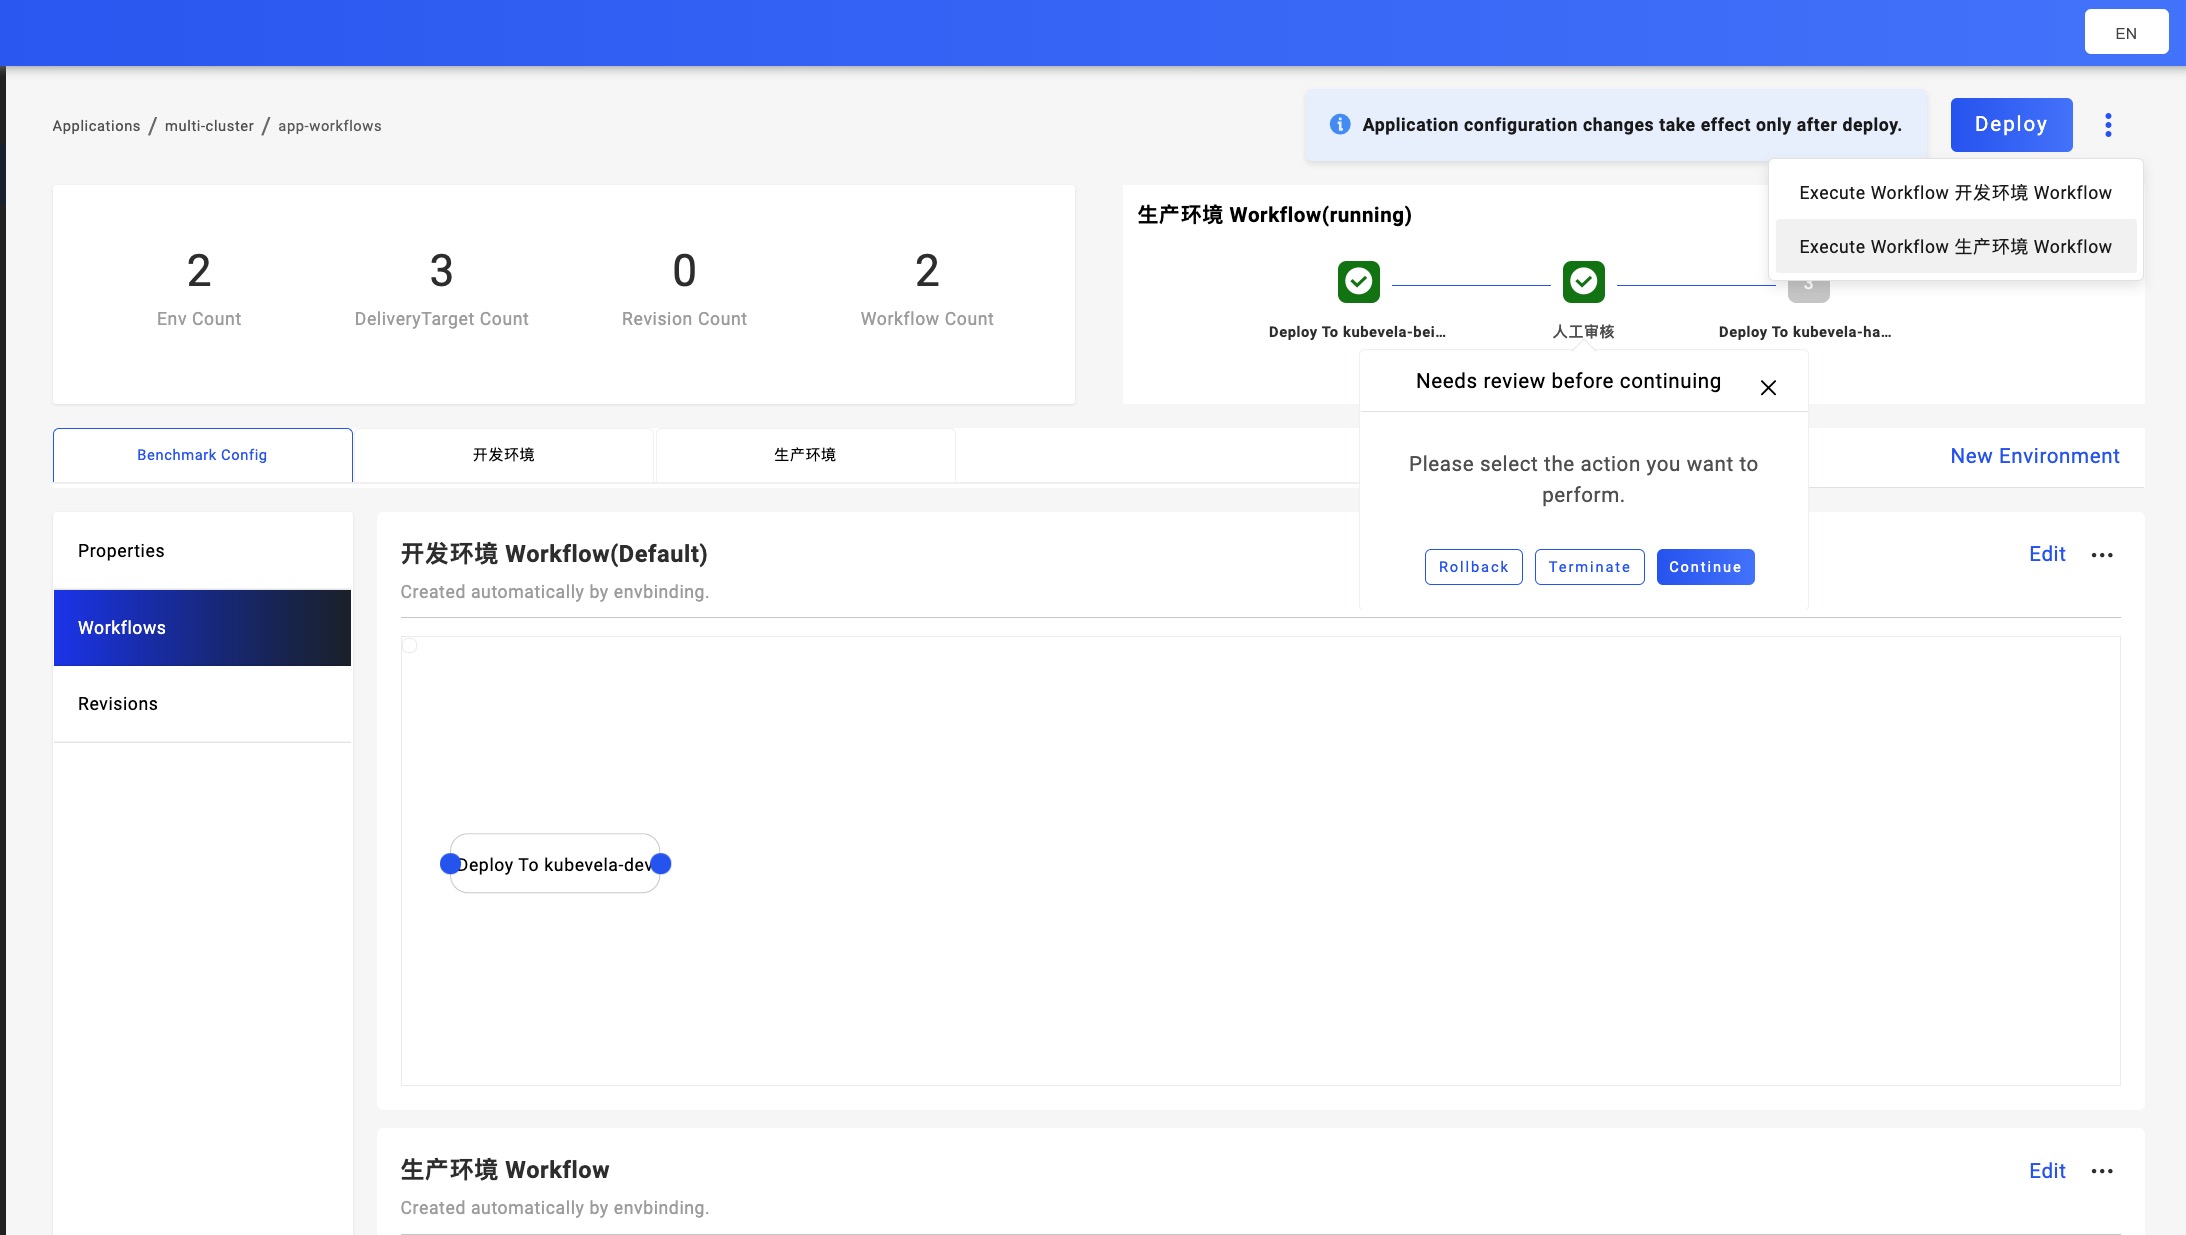 EN
Applications / multi-cluster / app-workflows
Application configuration changes take effect only after deploy.
Deploy
Execute Workflow 开发环境 Workflow
Execute Workflow 生产环境 Workflow
2
Env Count
3
DeliveryTarget Count
0
Revision Count
2
Workflow Count
生产环境 Workflow(running)
3
Deploy To kubevela-bei...
人工审核
Deploy To kubevela-ha...
Needs review before continuing
Please select the action you want to
perform.
Rollback
Terminate
Continue
Benchmark Config
开发环境
生产环境
New Environment
Properties
Workflows
Revisions
开发环境 Workflow(Default)
Edit
Created automatically by envbinding.
Deploy To kubevela-dev
生产环境 Workflow
Edit
Created automatically by envbinding.